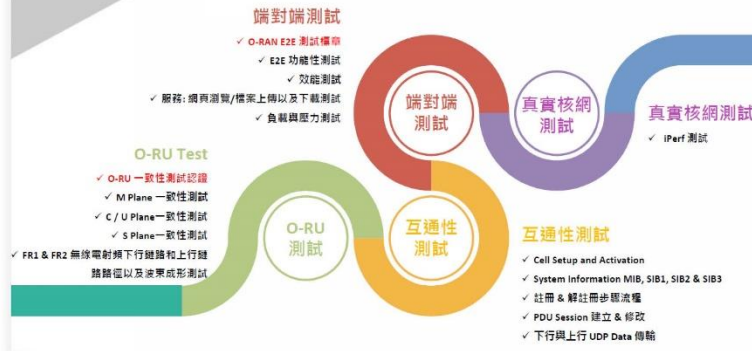 端對端測試
✓ O-RAN E2E 測試標章
✓ E2E 功能性測試
✓ 效能測試
✓ 服務: 網頁瀏覽/檔案上傳以及下載測試
✓ 負載與壓力測試
端對端
測試
真實核網
測試
真實核網測試
✓ iPerf 測試
O-RU Test
✓ O-RU 一致性測試認證
✓ M Plane 一致性測試
✓ C / U Plane一致性測試
✓ S Plane一致性測試
✓ FR1 & FR2 無線電射頻下行鏈路和上行鏈
路路徑以及波束成形測試
O-RU
測試
互通性
測試
互通性測試
✓ Cell Setup and Activation
✓ System Information MIB, SIB1, SIB2 & SIB3
✓ 註冊 & 解註冊步驟流程
✓ PDU Session 建立 & 修改
✓ 下行與上行 UDP Data 傳輸